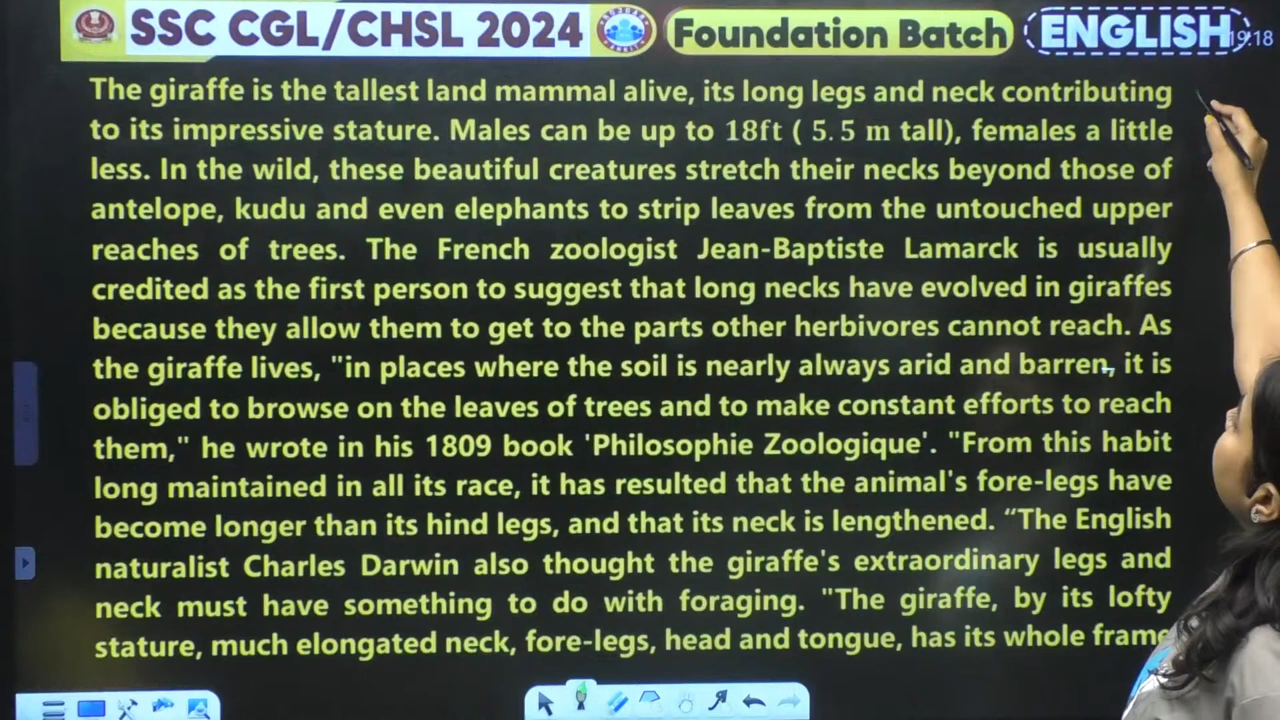 SSC CGL/CHSL 2024 Foundation Batch ENGLISH 19:18
The giraffe is the tallest land mammal alive, its long legs and neck contributing
to its impressive stature. Males can be up to 18ft ( 5.5 m tall), females a little
less. In the wild, these beautiful creatures stretch their necks beyond those of
antelope, kudu and even elephants to strip leaves from the untouched upper
reaches of trees. The French zoologist Jean-Baptiste Lamarck is usually
credited as the first person to suggest that long necks have evolved in giraffes
because they allow them to get to the parts other herbivores cannot reach. As
the giraffe lives, "in places where the soil is nearly always arid and barren, it is
obliged to browse on the leaves of trees and to make constant efforts to reach
them," he wrote in his 1809 book 'Philosophie Zoologique'. "From this habit
long maintained in all its race, it has resulted that the animal's fore-legs have
become longer than its hind legs, and that its neck is lengthened. “The English
naturalist Charles Darwin also thought the giraffe's extraordinary legs and
neck must have something to do with foraging. "The giraffe, by its lofty
stature, much elongated neck, fore-legs, head and tongue, has its whole frame